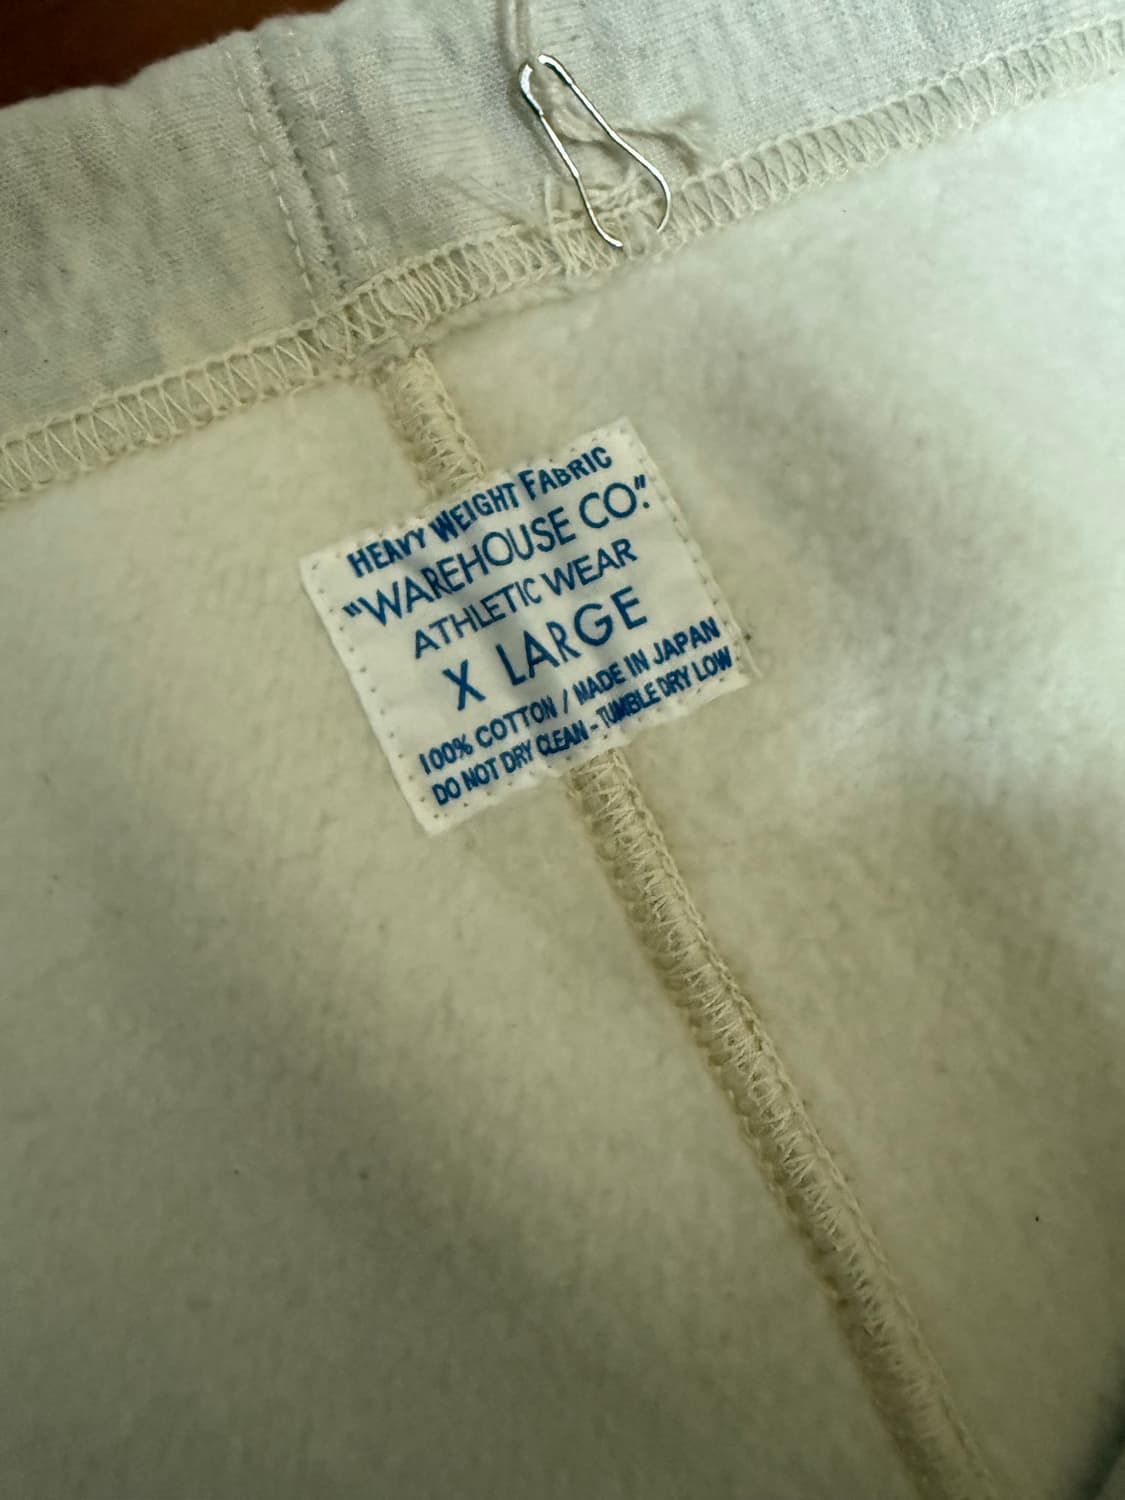 HEAVY WEIGHT FABRIC
"WAREHOUSE CO."
ATHLETIC WEAR
X LARGE
100% COTTON / MADE IN JAPAN
DO NOT DRY CLEAN - TUMBLE DRY LOW